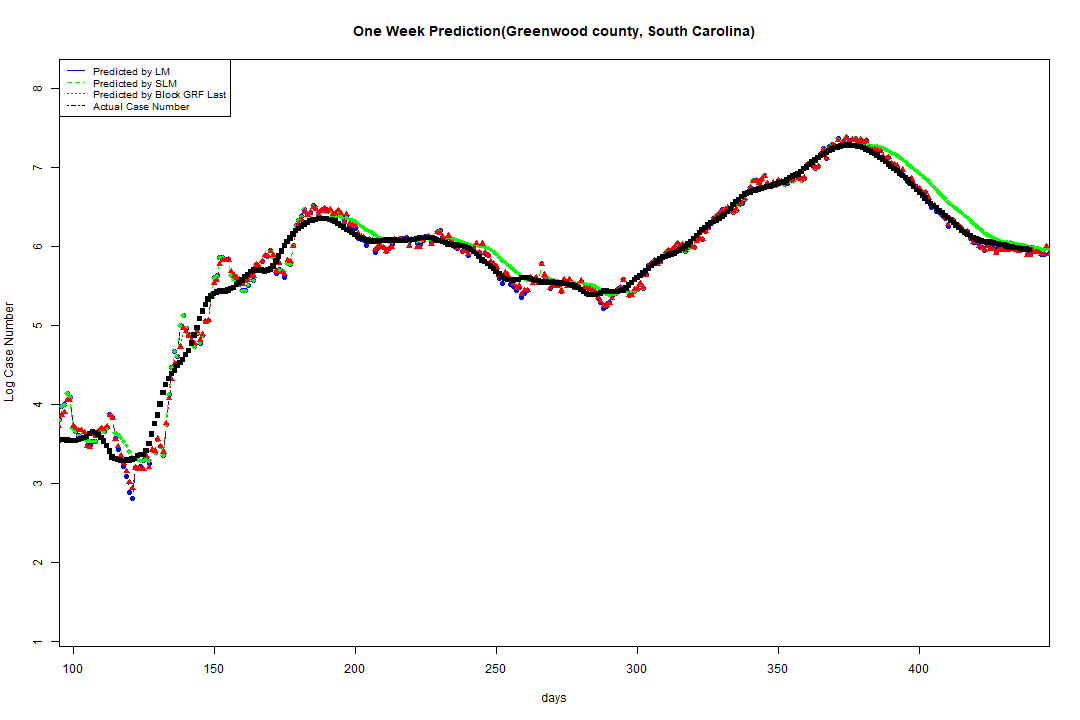 One Week Prediction(Greenwood county, South Carolina)
Predicted by LM
Predicted by SLM
Predicted by Block GRF Last
Actual Case Number
8
7
6
5
4
3
2
1
Log Case Number
100 150 200 250 300 350 400
days